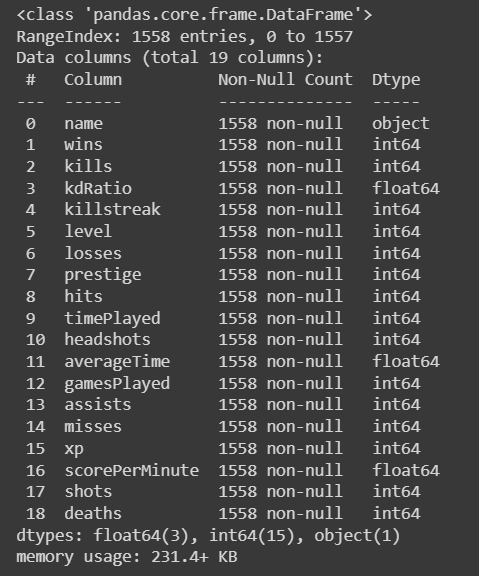 <class 'pandas.core.frame.DataFrame'>
RangeIndex: 1558 entries, 0 to 1557
Data columns (total 19 columns):
 #   Column          Non-Null Count  Dtype
---  ------          --------------  -----
 0   name            1558 non-null   object
 1   wins            1558 non-null   int64
 2   kills           1558 non-null   int64
 3   kdRatio         1558 non-null   float64
 4   killstreak      1558 non-null   int64
 5   level           1558 non-null   int64
 6   losses          1558 non-null   int64
 7   prestige        1558 non-null   int64
 8   hits            1558 non-null   int64
 9   timePlayed      1558 non-null   int64
 10  headshots       1558 non-null   int64
 11  averageTime     1558 non-null   float64
 12  gamesPlayed     1558 non-null   int64
 13  assists         1558 non-null   int64
 14  misses          1558 non-null   int64
 15  xp              1558 non-null   int64
 16  scorePerMinute  1558 non-null   float64
 17  shots           1558 non-null   int64
 18  deaths          1558 non-null   int64
dtypes: float64(3), int64(15), object(1)
memory usage: 231.4+ KB